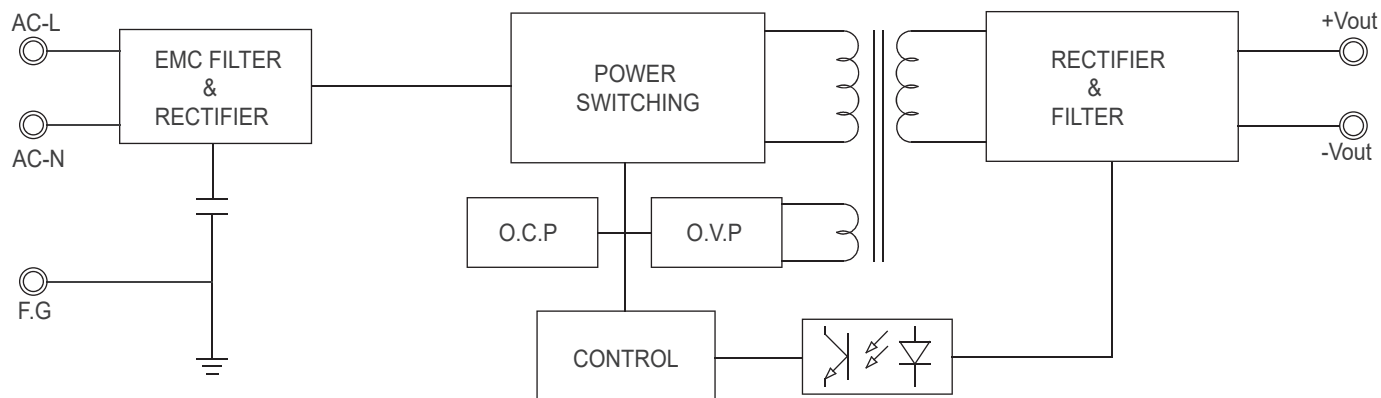 AC-L
AC-N
F.G
EMC FILTER
&
RECTIFIER
POWER
SWITCHING
O.C.P
O.V.P
CONTROL
RECTIFIER
&
FILTER
+Vout
-Vout